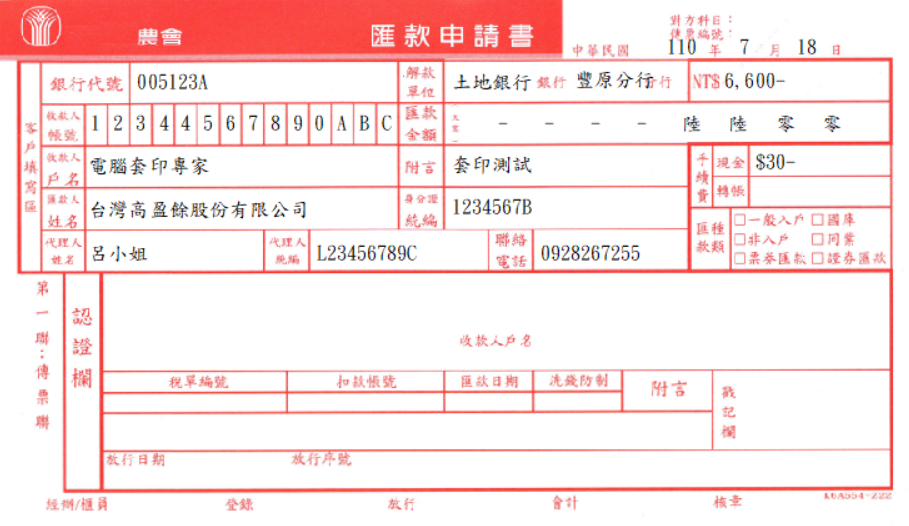 對方科目：
傳票編號：
農會 匯款申請書
中華民國 110 年 7 月 18 日
銀行代號 005123A 解款單位 土地銀行 銀行 豐原分行 分行 NT$ 6,600-
收款人帳號 1 2 3 4 4 5 6 7 8 9 0 A B C 匯款金額 大寫 - - - - 陸 陸 零 零
客戶填寫區
收款人戶名 電腦套印專家 附言 套印測試 手續費 現金 $30-
轉帳
匯款人姓名 台灣高盈餘股份有限公司 身分證統編 1234567B
匯款種類 □一般入戶 □國庫
□非入戶 □同業
□票券匯款 □證券匯款
代理人姓名 呂小姐 代理人統編 L23456789C 聯絡電話 0928267255
第一聯：傳票聯
認證欄
收款人戶名
稅單編號 扣款帳號 匯款日期 洗錢防制 附言 戳記欄
放行日期 放行序號
經辦/櫃員 登錄 放行 會計 核章
K6A554-222